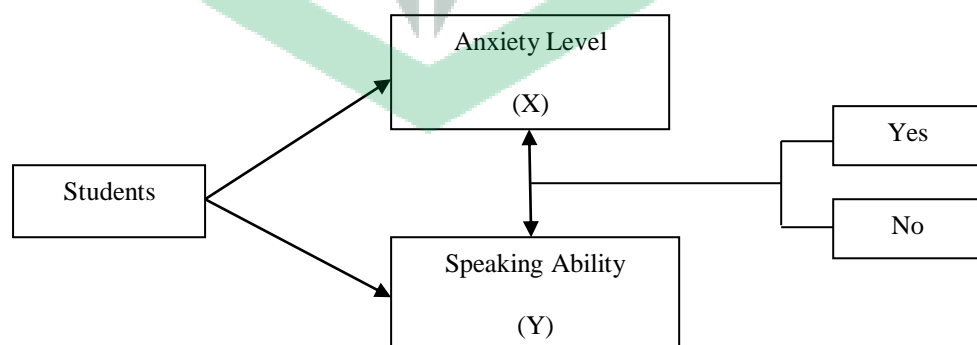 Anxiety Level
(X)
Yes
Students
No
Speaking Ability
(Y)